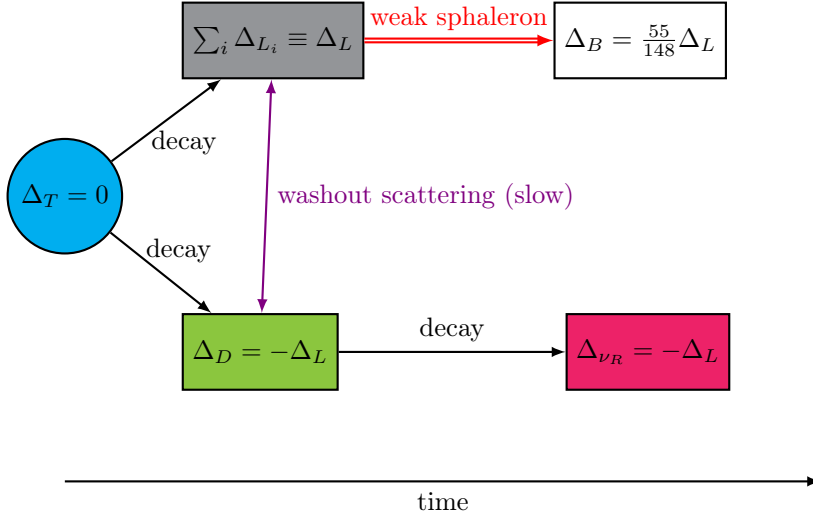 ∑_i Δ_{L_i} ≡ Δ_L
weak sphaleron
Δ_B = 55/148 Δ_L
decay
Δ_T = 0
washout scattering (slow)
decay
Δ_D = −Δ_L
decay
Δ_{ν_R} = −Δ_L
time